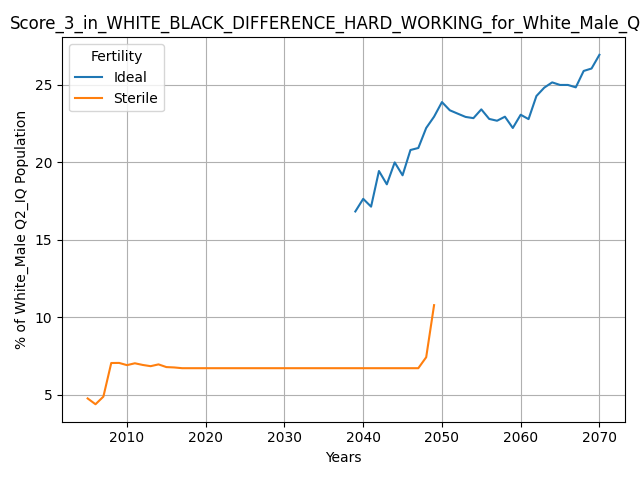 Score_3_in_WHITE_BLACK_DIFFERENCE_HARD_WORKING_for_White_Male_Q
Fertility
Ideal
Sterile
% of White_Male Q2_IQ Population
25
20
15
10
5
2010 2020 2030 2040 2050 2060 2070
Years